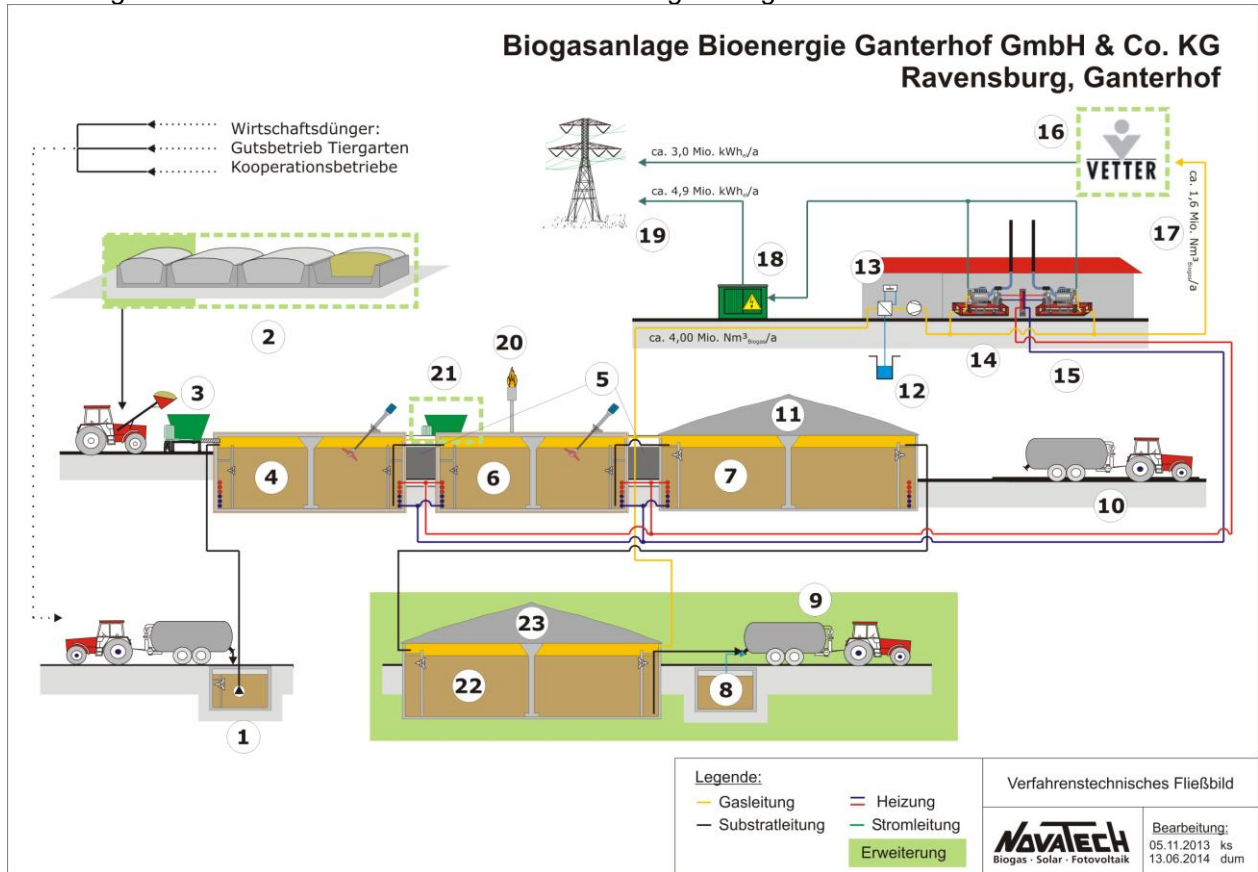 Biogasanlage Bioenergie Ganterhof GmbH & Co. KG
Ravensburg, Ganterhof
Wirtschaftsdünger:
Gutsbetrieb Tiergarten
Kooperationsbetriebe
ca. 3,0 Mio. kWh/a
ca. 4,9 Mio. kWh/a
16
VETTER
ca. 1,6 Mio. Nm³Biogas/a
17
19
18
13
2
ca. 4,00 Mio. Nm³Biogas/a
12
14
15
20
21
5
3
11
4
6
7
10
9
23
22
8
1
Legende:
Gasleitung
Heizung
Substratleitung
Stromleitung
Erweiterung
Verfahrenstechnisches Fließbild
NOVATECH
Biogas · Solar · Fotovoltaik
Bearbeitung:
05.11.2013 ks
13.06.2014 dum